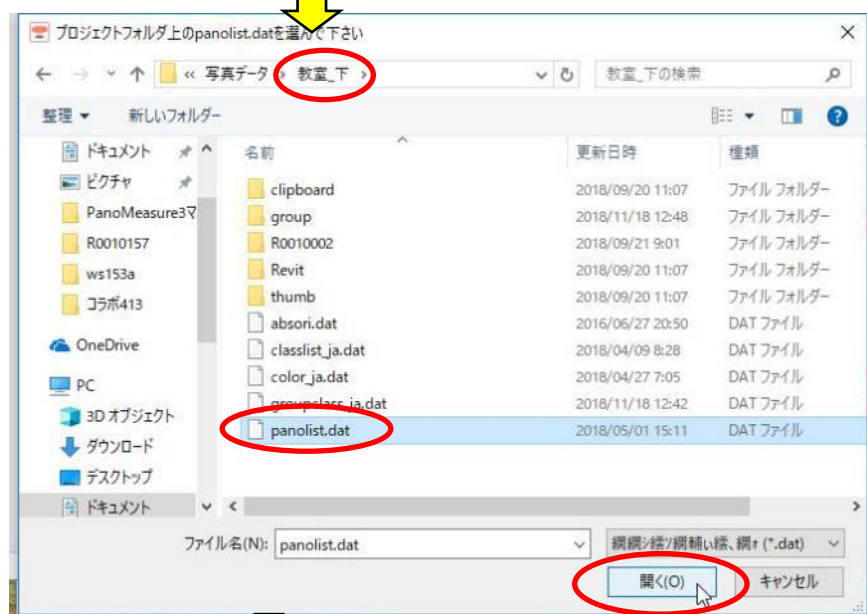 プロジェクトフォルダ上のpanolist.datを選んで下さい
« 写真データ › 教室_下 ›
教室_下の検索
整理 ▼ 新しいフォルダー
名前 更新日時 種類
ドキュメント
ピクチャ
PanoMeasure3マ
R0010157
ws153a
コラボ413
OneDrive
PC
3D オブジェクト
ダウンロード
デスクトップ
ドキュメント
clipboard 2018/09/20 11:07 ファイル フォルダー
group 2018/11/18 12:48 ファイル フォルダー
R0010002 2018/09/21 9:01 ファイル フォルダー
Revit 2018/09/20 11:07 ファイル フォルダー
thumb 2018/09/20 11:07 ファイル フォルダー
absori.dat 2016/06/27 20:50 DAT ファイル
classlist_ja.dat 2018/04/09 8:28 DAT ファイル
color_ja.dat 2018/04/27 7:05 DAT ファイル
groupclass_ja.dat 2018/11/18 12:42 DAT ファイル
panolist.dat 2018/05/01 15:11 DAT ファイル
ファイル名(N): panolist.dat
(*.dat)
開く(O) キャンセル